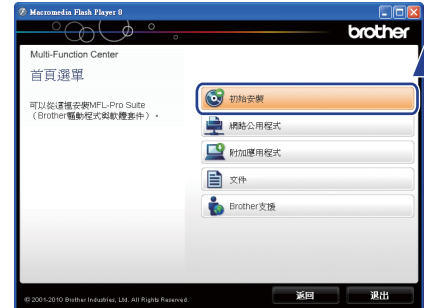 Macromedia Flash Player 8
brother
Multi-Function Center
首頁選單
可以從這裡安裝MFL-Pro Suite
（Brother驅動程式與軟體套件）。
初始安裝
網路公用程式
附加應用程式
文件
Brother支援
© 2001-2010 Brother Industries, Ltd. All Rights Reserved.
返回
退出